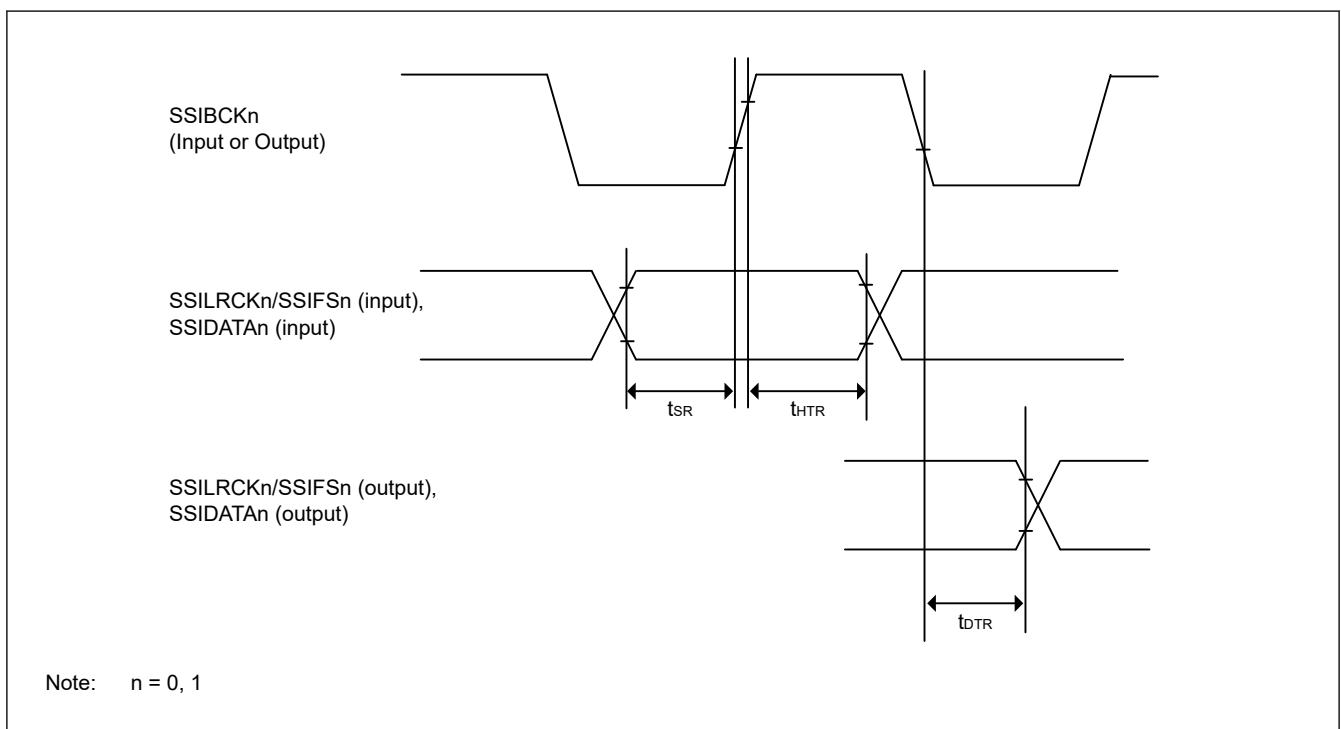 SSIBCKn
(Input or Output)
SSILRCKn/SSIFSn (input),
SSIDATAn (input)
tSR
tHTR
SSILRCKn/SSIFSn (output),
SSIDATAn (output)
tDTR
Note: n = 0, 1